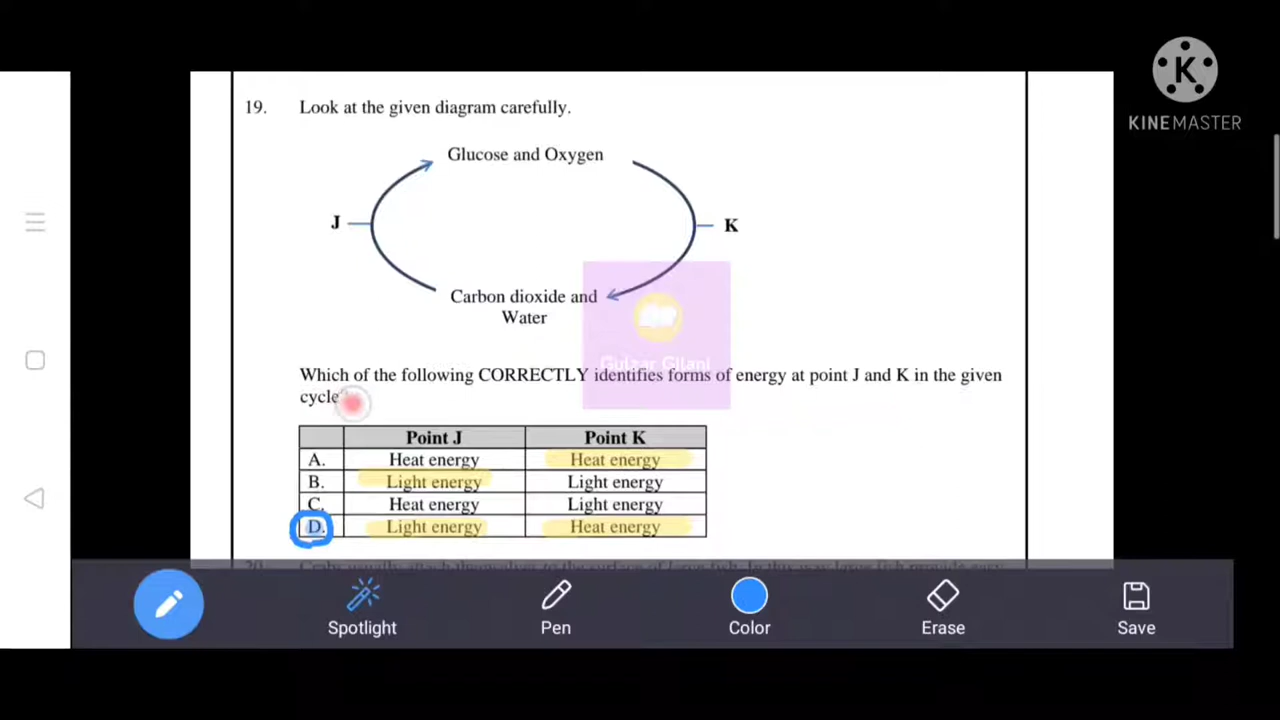 KINEMASTER
19. Look at the given diagram carefully.
Glucose and Oxygen
J
K
Carbon dioxide and
Water
Gulzar Gilani
Which of the following CORRECTLY identifies forms of energy at point J and K in the given
cycle
Point J Point K
A. Heat energy Heat energy
B. Light energy Light energy
C. Heat energy Light energy
D. Light energy Heat energy
Spotlight Pen Color Erase Save